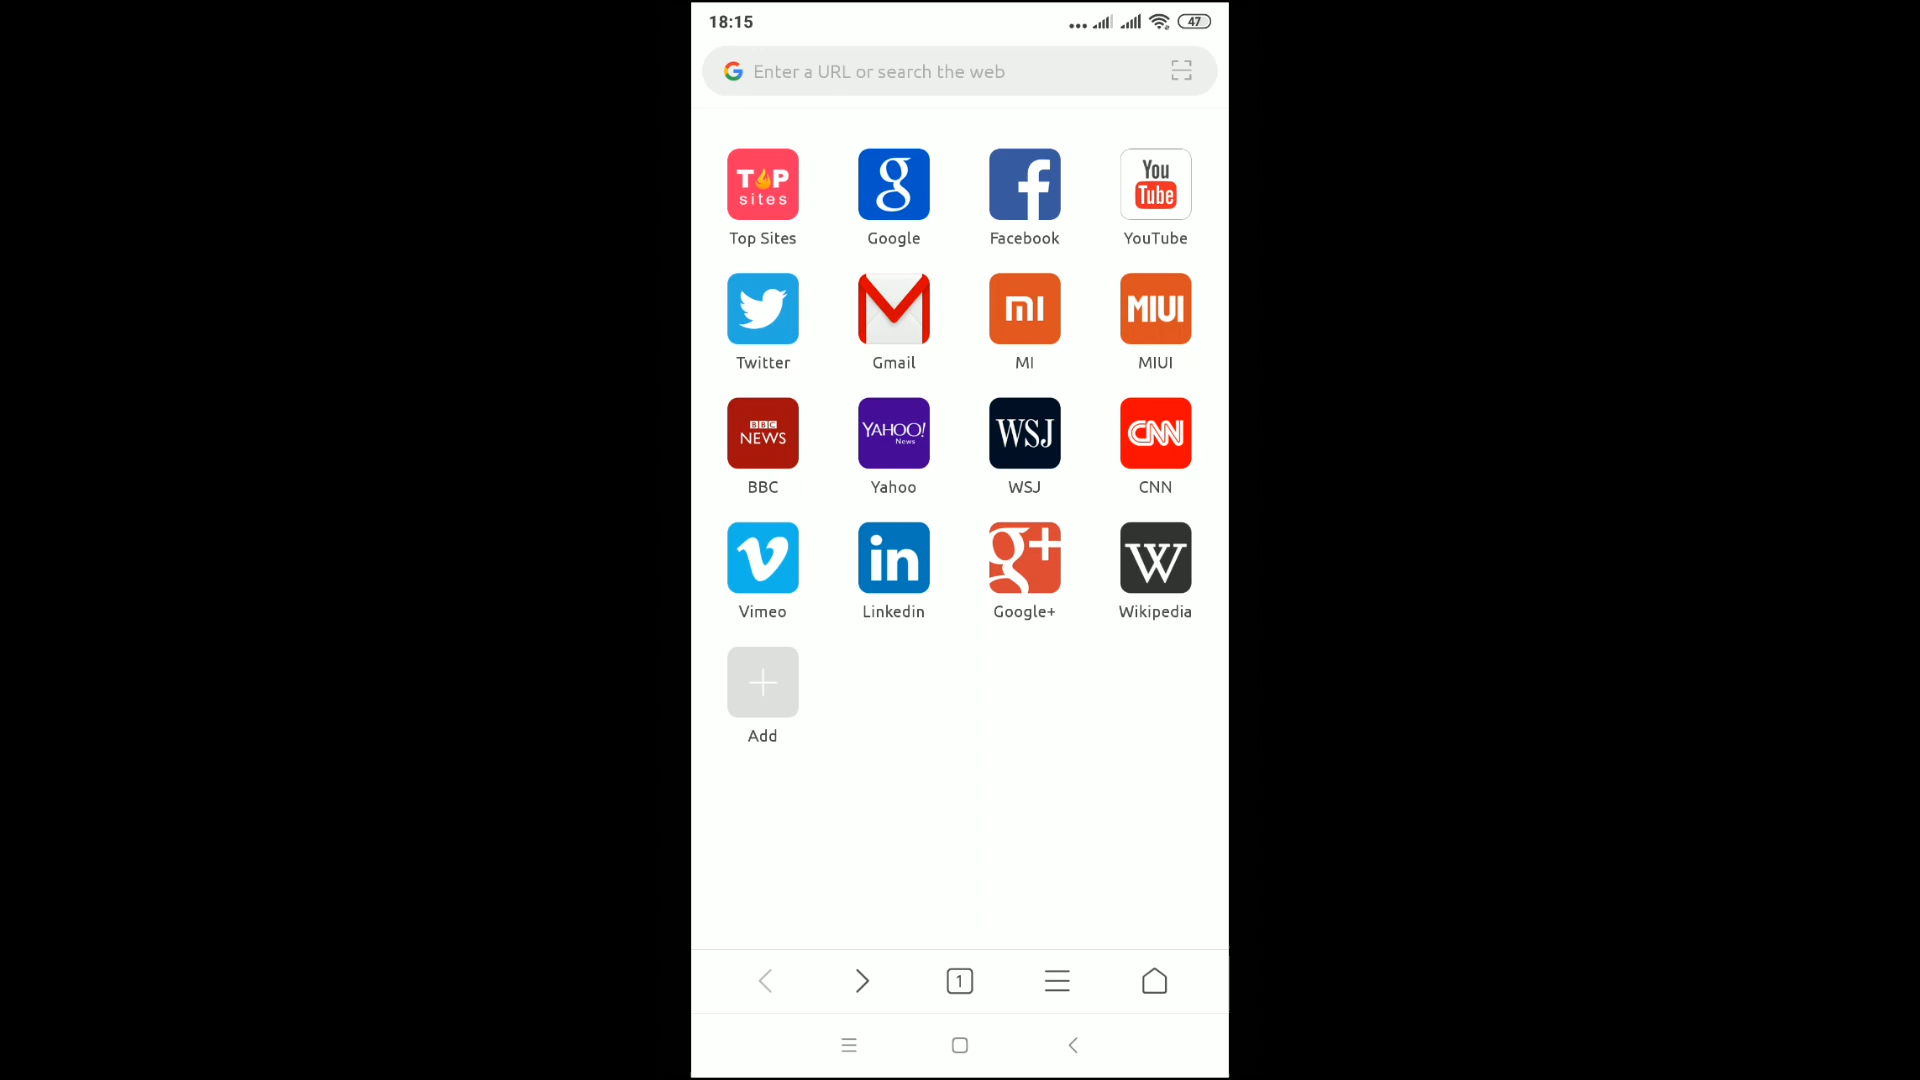 18:15
47
Enter a URL or search the web
TOP
sites
Top Sites
g
Google
f
Facebook
You
Tube
YouTube
Twitter
Gmail
MI
MI
MIUI
MIUI
BBC
NEWS
BBC
YAHOO!
News
Yahoo
WSJ
WSJ
CNN
CNN
v
Vimeo
in
Linkedin
g+
Google+
W
Wikipedia
Add
1